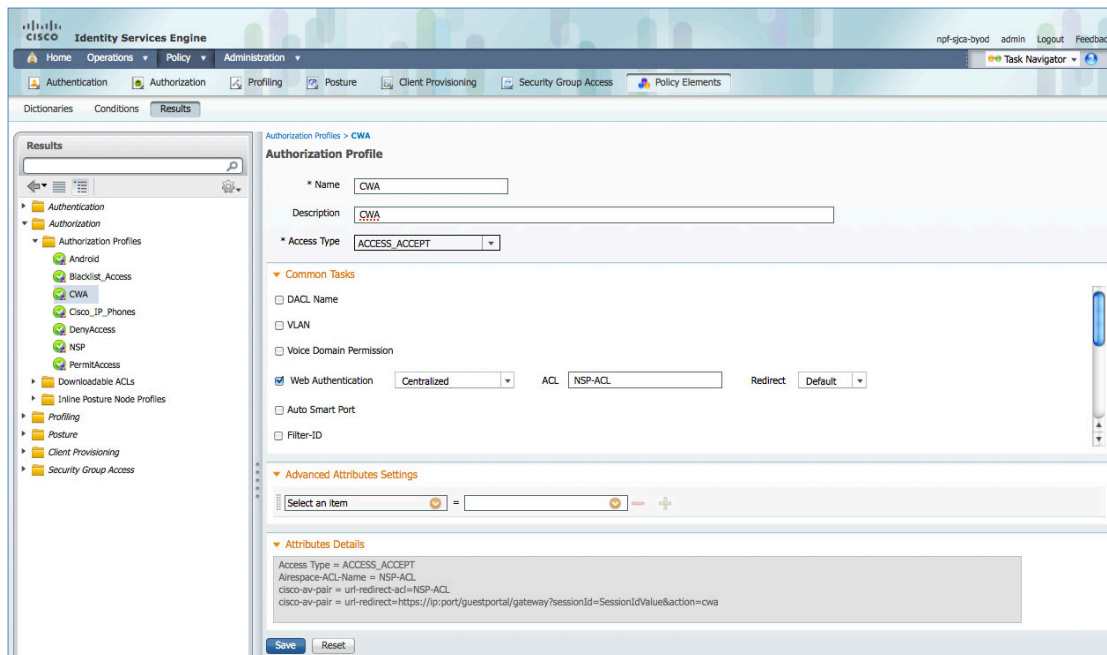 CISCO Identity Services Engine
npf-sjca-byod admin Logout Feedbac
Home Operations Policy Administration
Task Navigator
Authentication Authorization Profiling Posture Client Provisioning Security Group Access Policy Elements
Dictionaries Conditions Results
Results
Authentication
Authorization
Authorization Profiles
Android
Blacklist_Access
CWA
Cisco_IP_Phones
DenyAccess
NSP
PermitAccess
Downloadable ACLs
Inline Posture Node Profiles
Profiling
Posture
Client Provisioning
Security Group Access
Authorization Profiles > CWA
Authorization Profile
* Name CWA
Description CWA
* Access Type ACCESS_ACCEPT
Common Tasks
DACL Name
VLAN
Voice Domain Permission
Web Authentication Centralized ACL NSP-ACL Redirect Default
Auto Smart Port
Filter-ID
Advanced Attributes Settings
Select an item =
Attributes Details
Access Type = ACCESS_ACCEPT
Airespace-ACL-Name = NSP-ACL
cisco-av-pair = url-redirect-acl=NSP-ACL
cisco-av-pair = url-redirect=https://ip:port/guestportal/gateway?sessionId=SessionIdValue&action=cwa
Save Reset